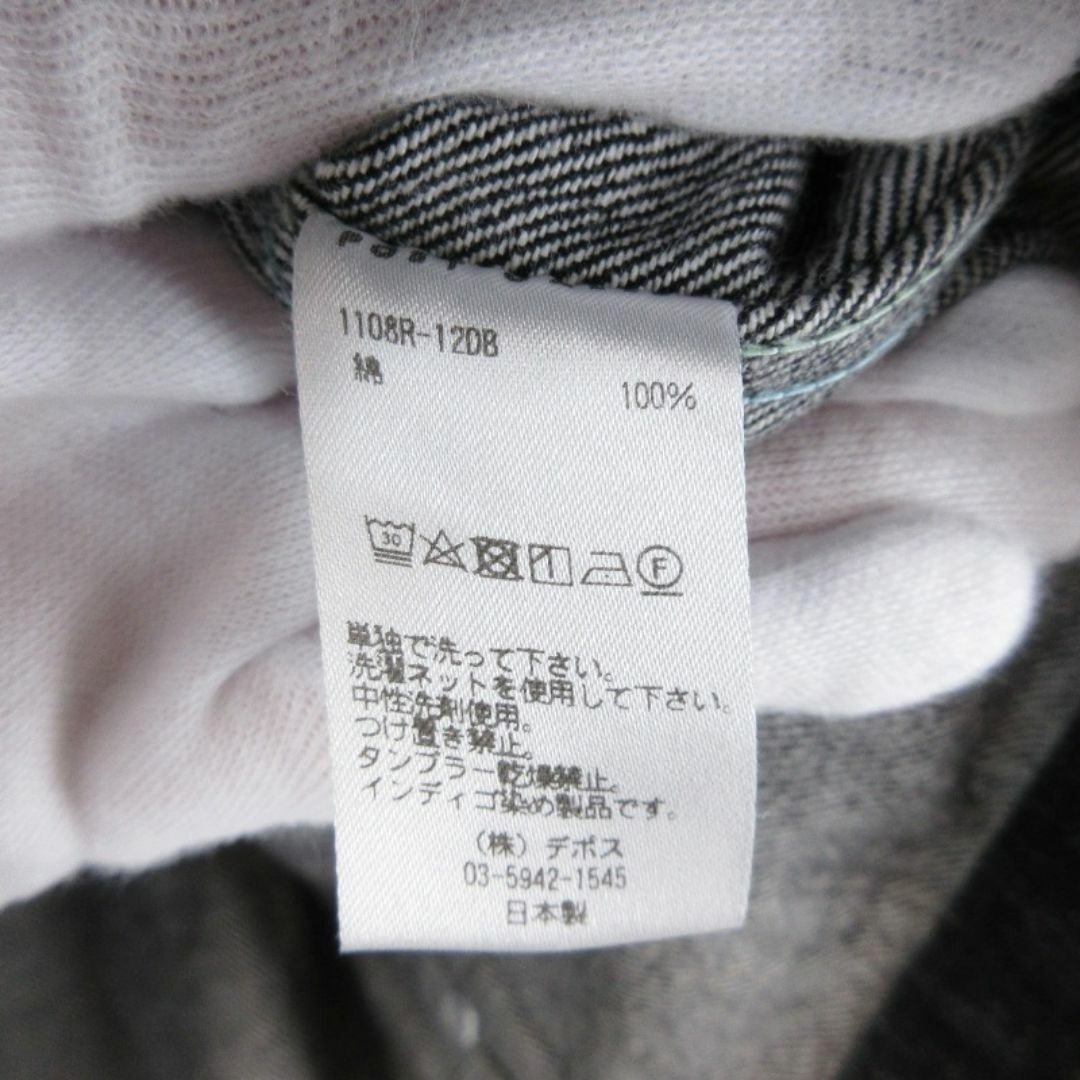 1108R-12DB
綿
100%
30
F
単独で洗って下さい。
洗濯ネットを使用して下さい。
中性洗剤使用。
つけ置き禁止。
タンブラー乾燥禁止。
インディゴ染め製品です。
（株）デポス
03-5942-1545
日本製